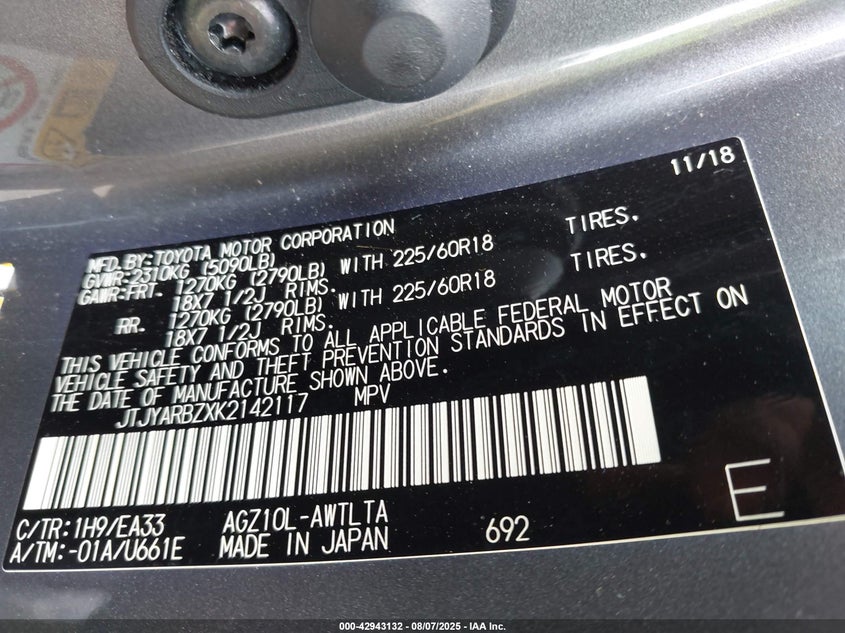 11/18
MFD.BY:TOYOTA MOTOR CORPORATION
GVWR:2310KG (5090LB)
GAWR:FRT. 1270KG (2790LB) WITH 225/60R18 TIRES.
18X7 1/2J RIMS.
RR. 1270KG (2790LB) WITH 225/60R18 TIRES.
18X7 1/2J RIMS.
THIS VEHICLE CONFORMS TO ALL APPLICABLE FEDERAL MOTOR
VEHICLE SAFETY AND THEFT PREVENTION STANDARDS IN EFFECT ON
THE DATE OF MANUFACTURE SHOWN ABOVE.
JTJYARBZXK2142117 MPV
E
C/TR:1H9/EA33 AGZ10L-AWTLTA
A/TM:-01A/U661E MADE IN JAPAN 692
000-42943132 - 08/07/2025 - IAA Inc.